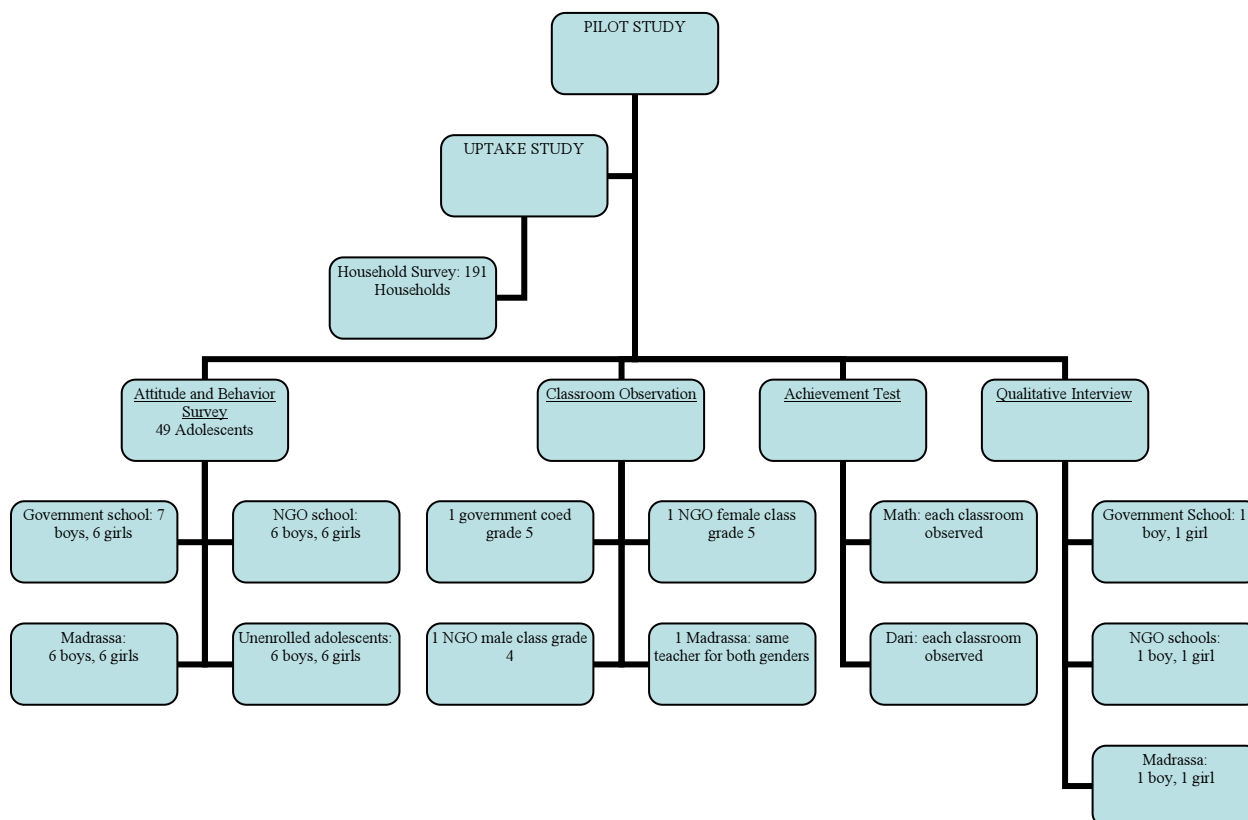 PILOT STUDY
UPTAKE STUDY
Household Survey: 191
Households
Attitude and Behavior
Survey
49 Adolescents
Classroom Observation
Achievement Test
Qualitative Interview
Government school: 7
boys, 6 girls
NGO school:
6 boys, 6 girls
1 government coed
grade 5
1 NGO female class
grade 5
Math: each classroom
observed
Government School: 1
boy, 1 girl
Madrassa:
6 boys, 6 girls
Unenrolled adolescents:
6 boys, 6 girls
1 NGO male class grade
4
1 Madrassa: same
teacher for both genders
Dari: each classroom
observed
NGO schools:
1 boy, 1 girl
Madrassa:
1 boy, 1 girl